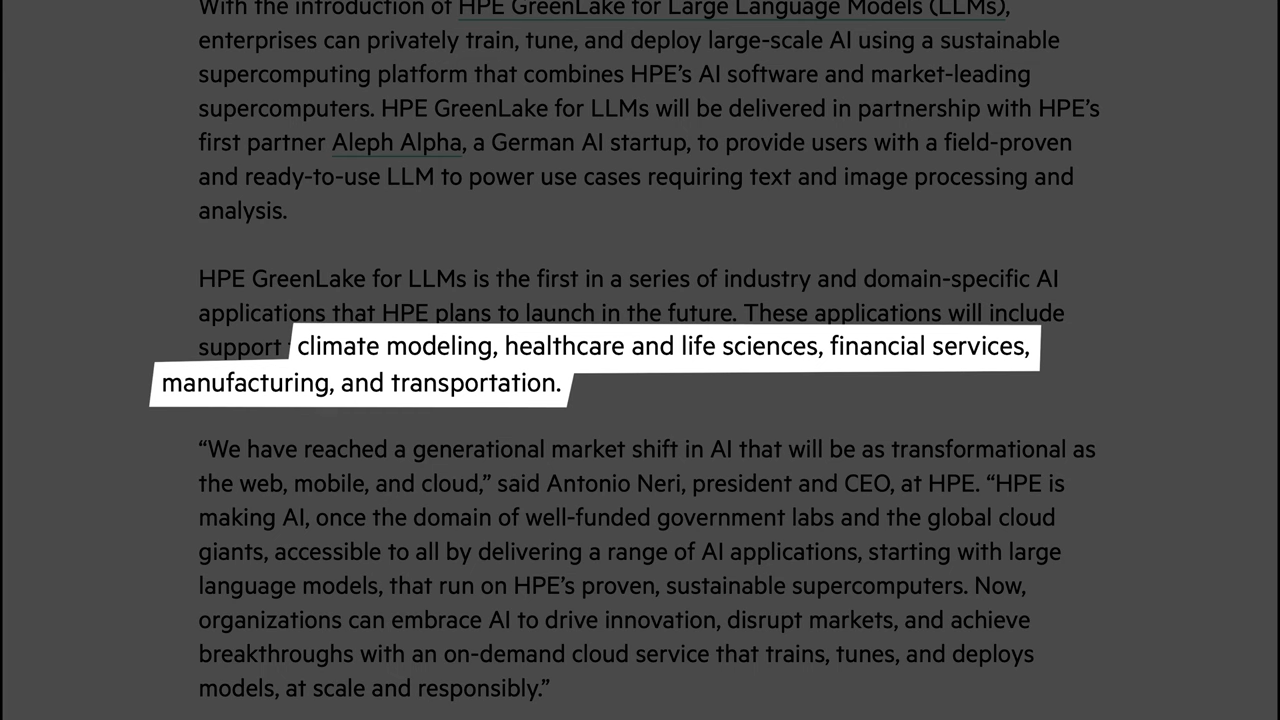 With the introduction of HPE GreenLake for Large Language Models (LLMs),
enterprises can privately train, tune, and deploy large-scale AI using a sustainable
supercomputing platform that combines HPE’s AI software and market-leading
supercomputers. HPE GreenLake for LLMs will be delivered in partnership with HPE’s
first partner Aleph Alpha, a German AI startup, to provide users with a field-proven
and ready-to-use LLM to power use cases requiring text and image processing and
analysis.
HPE GreenLake for LLMs is the first in a series of industry and domain-specific AI
applications that HPE plans to launch in the future. These applications will include
support climate modeling, healthcare and life sciences, financial services,
manufacturing, and transportation.
“We have reached a generational market shift in AI that will be as transformational as
the web, mobile, and cloud,” said Antonio Neri, president and CEO, at HPE. “HPE is
making AI, once the domain of well-funded government labs and the global cloud
giants, accessible to all by delivering a range of AI applications, starting with large
language models, that run on HPE’s proven, sustainable supercomputers. Now,
organizations can embrace AI to drive innovation, disrupt markets, and achieve
breakthroughs with an on-demand cloud service that trains, tunes, and deploys
models, at scale and responsibly.”